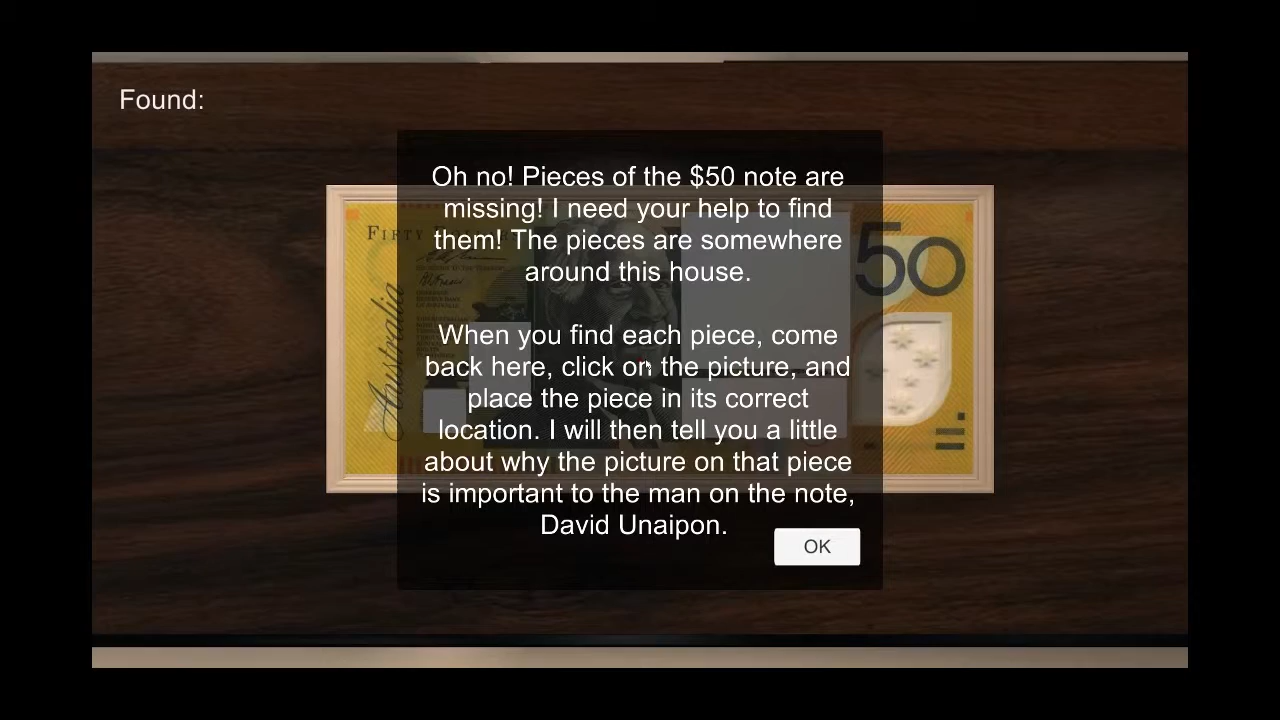 Found:
Oh no! Pieces of the $50 note are
missing! I need your help to find
them! The pieces are somewhere
around this house.
When you find each piece, come
back here, click on the picture, and
place the piece in its correct
location. I will then tell you a little
about why the picture on that piece
is important to the man on the note,
David Unaipon.
OK
Australia
50